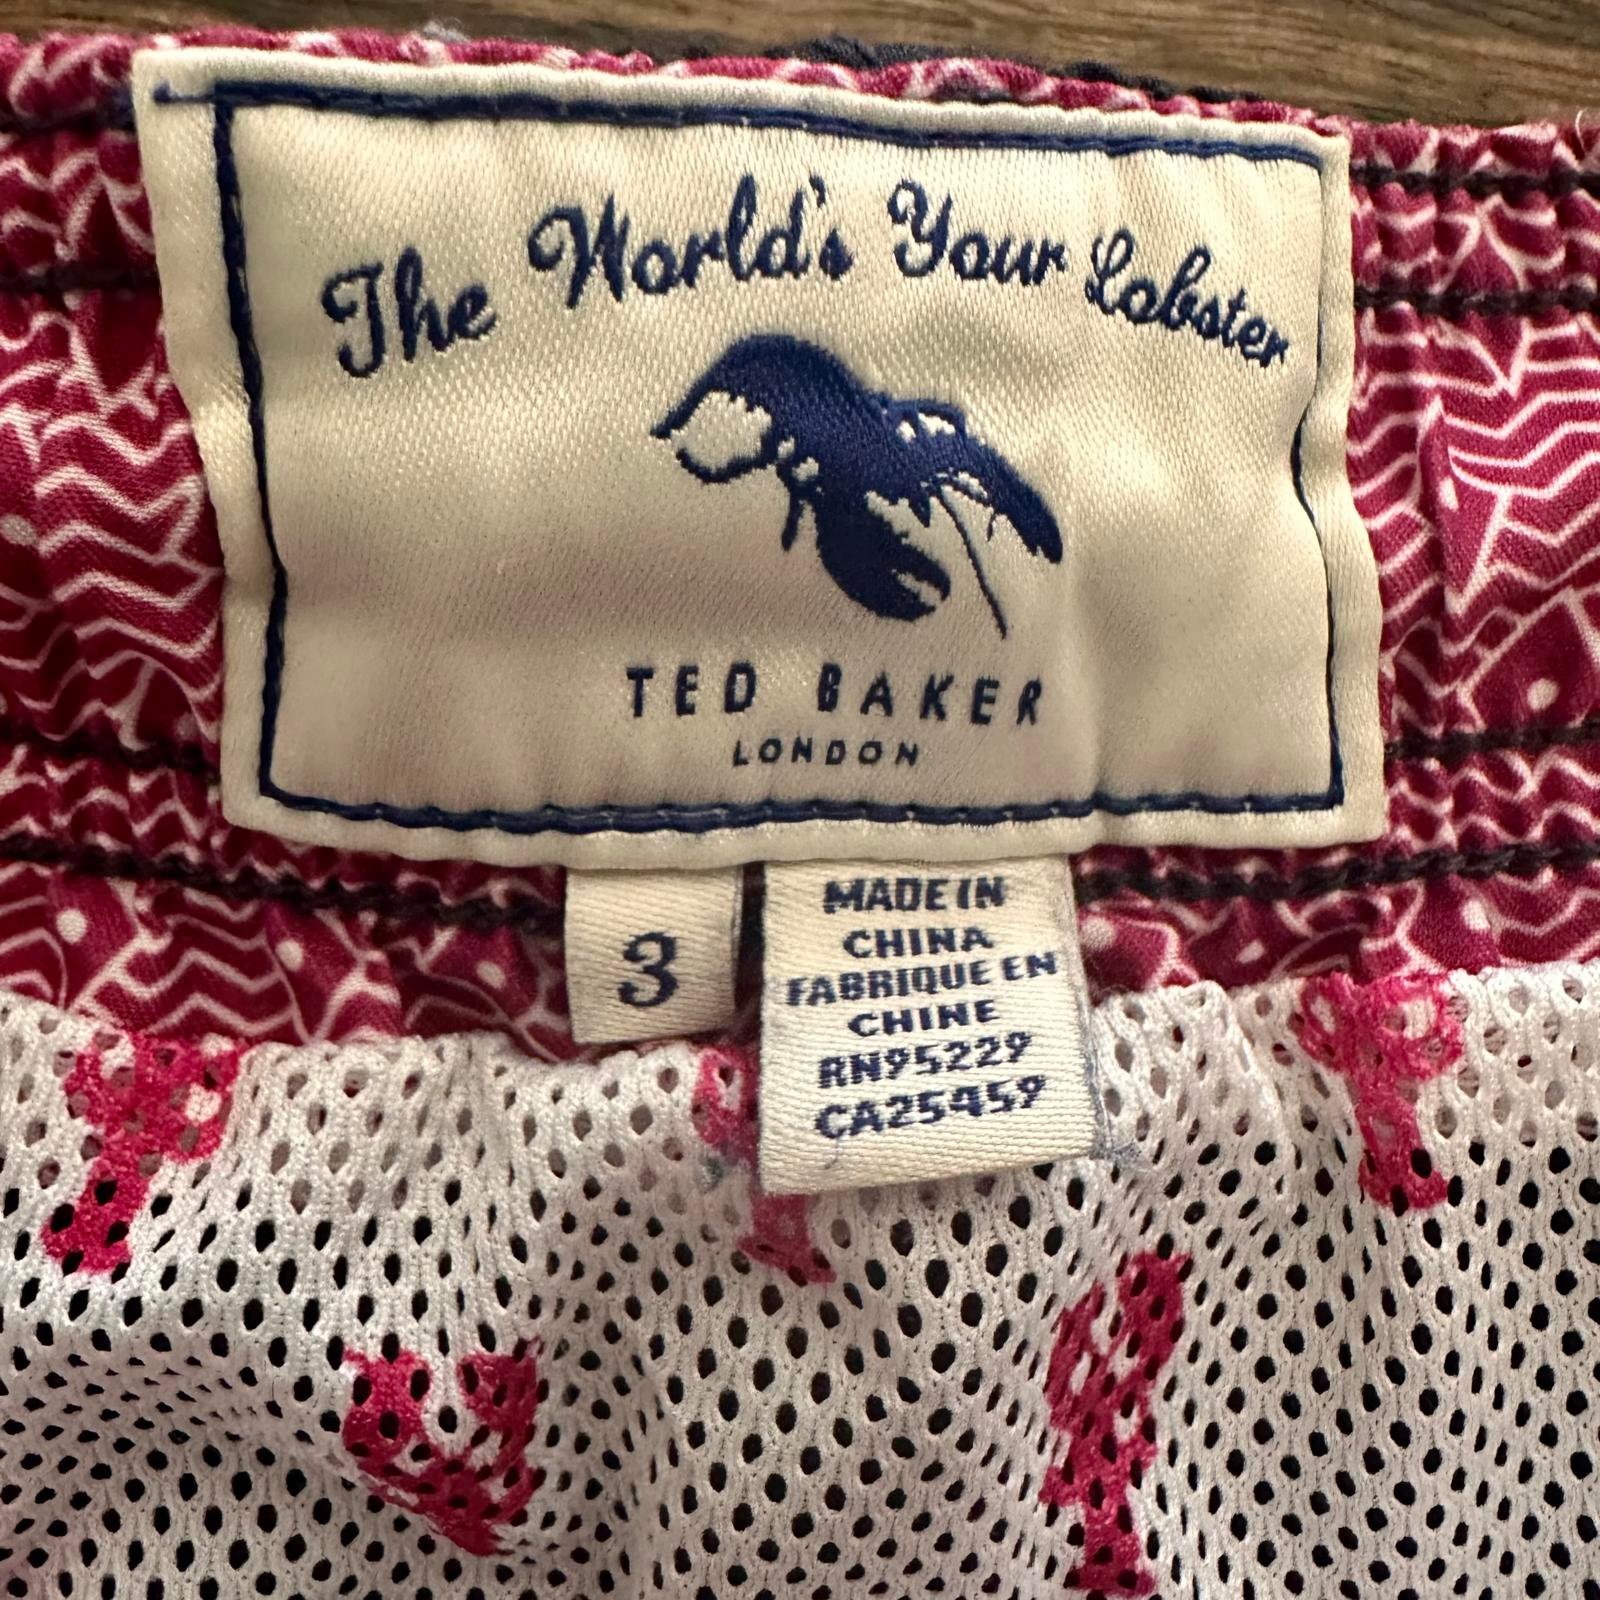 The World's Your Lobster
TED BAKER
LONDON
3
MADE IN
CHINA
FABRIQUE EN
CHINE
RN95229
CA25459